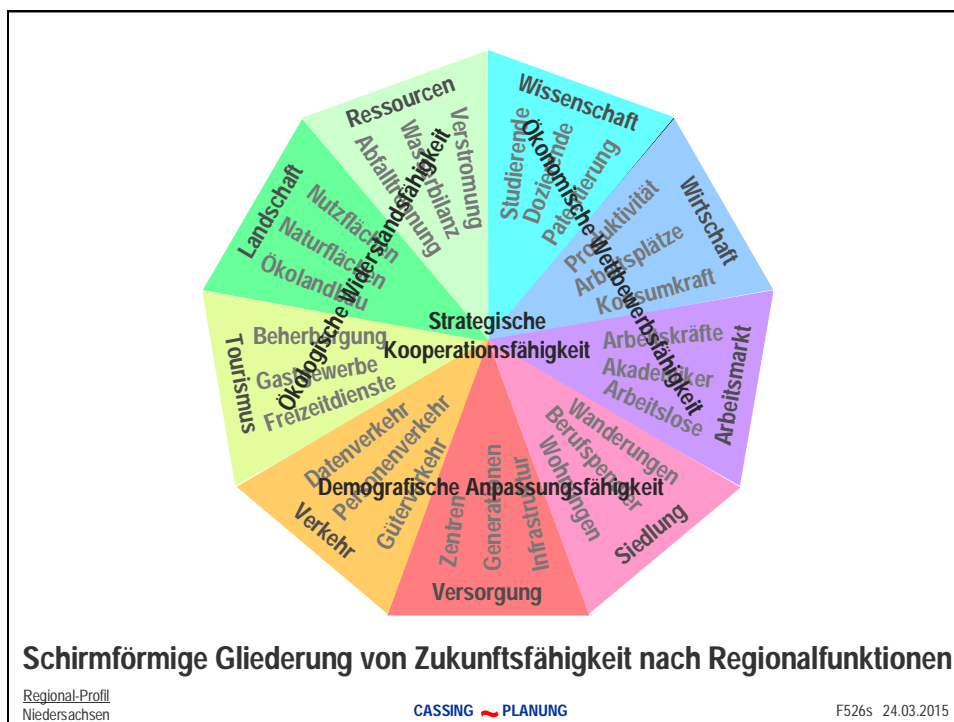 Ressourcen
Abfalltrennung
Wasserbilanz
Verstromung
Wissenschaft
Studierende
Dozierende
Patentierung
Wirtschaft
Produktivität
Arbeitsplätze
Konsumkraft
Arbeitsmarkt
Arbeitskräfte
Akademiker
Arbeitslose
Siedlung
Wanderungen
Berufspendler
Wohnungen
Versorgung
Zentren
Generationen
Infrastruktur
Verkehr
Datenverkehr
Personenverkehr
Güterverkehr
Tourismus
Beherbergung
Gastgewerbe
Freizeitdienste
Landschaft
Nutzflächen
Naturflächen
Ökolandbau
Ökologische Widerstandsfähigkeit
Ökonomische Wettbewerbsfähigkeit
Strategische
Kooperationsfähigkeit
Demografische Anpassungsfähigkeit
Schirmförmige Gliederung von Zukunftsfähigkeit nach Regionalfunktionen
Regional-Profil
Niedersachsen
CASSING PLANUNG
F526s 24.03.2015